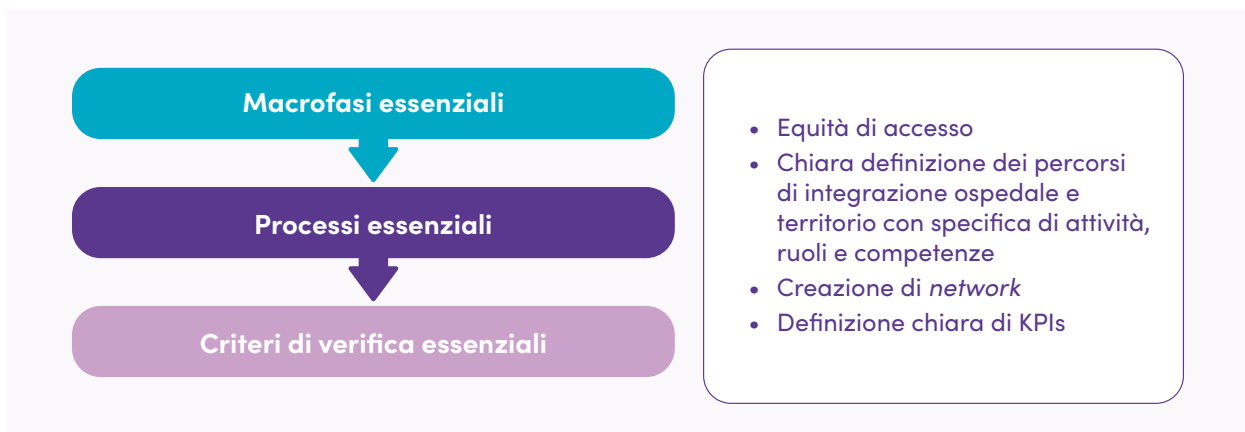 Macrofasi essenziali
Processi essenziali
Criteri di verifica essenziali
• Equità di accesso
• Chiara definizione dei percorsi
di integrazione ospedale e
territorio con specifica di attività,
ruoli e competenze
• Creazione di network
• Definizione chiara di KPIs